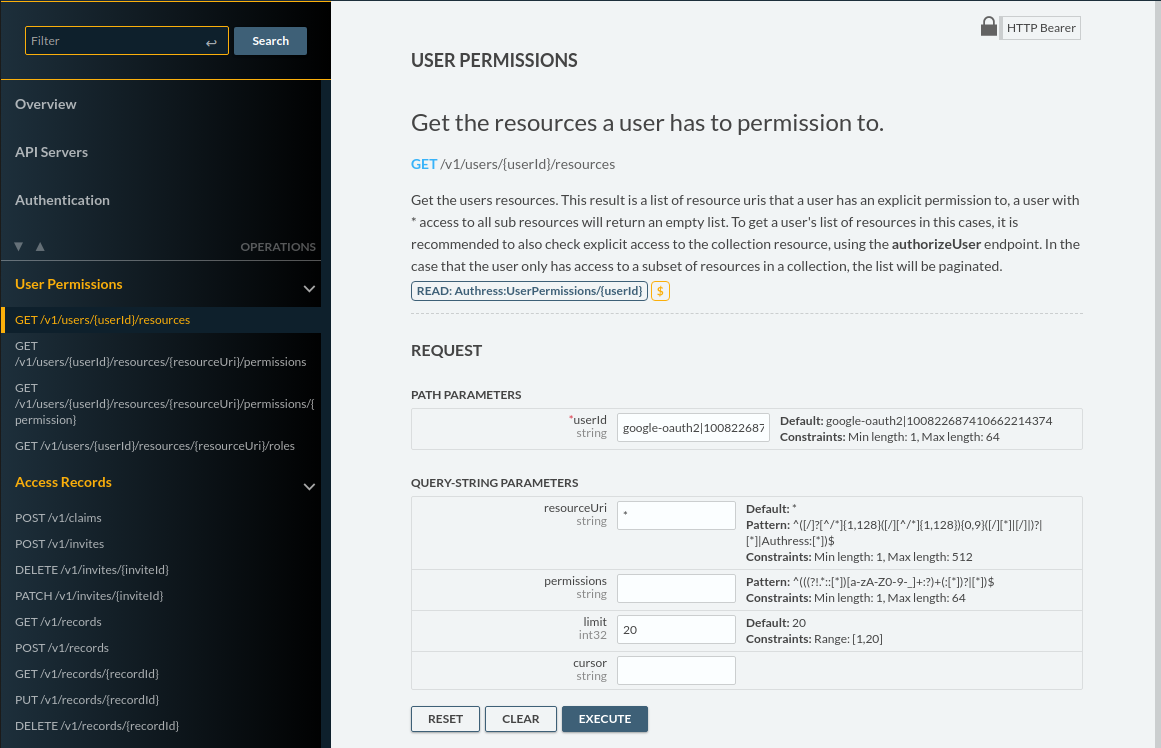 Filter
Search
Overview
API Servers
Authentication
OPERATIONS
User Permissions
GET /v1/users/{userId}/resources
GET
/v1/users/{userId}/resources/{resourceUri}/permissions
GET
/v1/users/{userId}/resources/{resourceUri}/permissions/{
permission}
GET /v1/users/{userId}/resources/{resourceUri}/roles
Access Records
POST /v1/claims
POST /v1/invites
DELETE /v1/invites/{inviteId}
PATCH /v1/invites/{inviteId}
GET /v1/records
POST /v1/records
GET /v1/records/{recordId}
PUT /v1/records/{recordId}
DELETE /v1/records/{recordId}
HTTP Bearer
USER PERMISSIONS
Get the resources a user has to permission to.
GET /v1/users/{userId}/resources
Get the users resources. This result is a list of resource uris that a user has an explicit permission to, a user with
* access to all sub resources will return an empty list. To get a user's list of resources in this cases, it is
recommended to also check explicit access to the collection resource, using the authorizeUser endpoint. In the
case that the user only has access to a subset of resources in a collection, the list will be paginated.
READ: Authress:UserPermissions/{userId} $
REQUEST
PATH PARAMETERS
*userId
string
google-oauth2|100822687
Default: google-oauth2|100822687410662214374
Constraints: Min length: 1, Max length: 64
QUERY-STRING PARAMETERS
resourceUri
string
*
Default: *
Pattern: ^([/]?[^/*]{1,128}([/][^/*]{1,128}){0,9}([/][*]|[/]|)?|
[*]|Authress:[*])$
Constraints: Min length: 1, Max length: 512
permissions
string
Pattern: ^(((?!.*::[*])[a-zA-Z0-9-_]+:?)+(:[*])?|[*])$
Constraints: Min length: 1, Max length: 64
limit
int32
20
Default: 20
Constraints: Range: [1,20]
cursor
string
RESET
CLEAR
EXECUTE